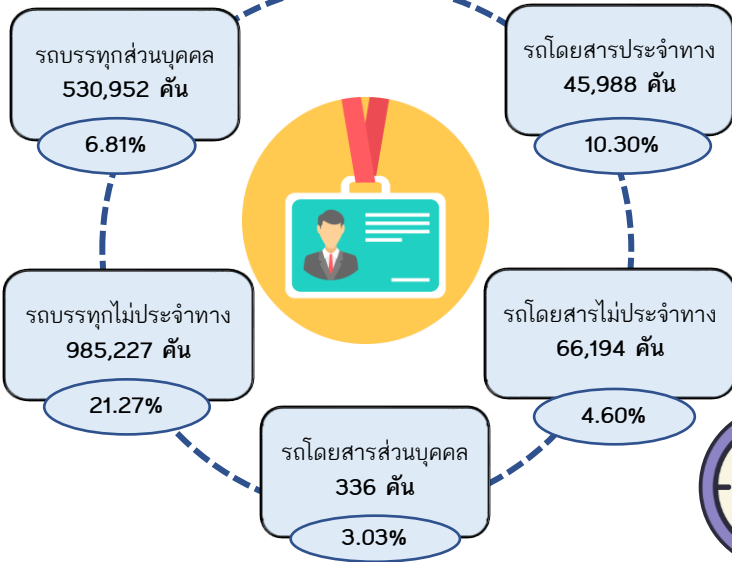 รถบรรทุกส่วนบุคคล
530,952 คัน
6.81%
รถโดยสารประจำทาง
45,988 คัน
10.30%
รถบรรทุกไม่ประจำทาง
985,227 คัน
21.27%
รถโดยสารไม่ประจำทาง
66,194 คัน
4.60%
รถโดยสารส่วนบุคคล
336 คัน
3.03%